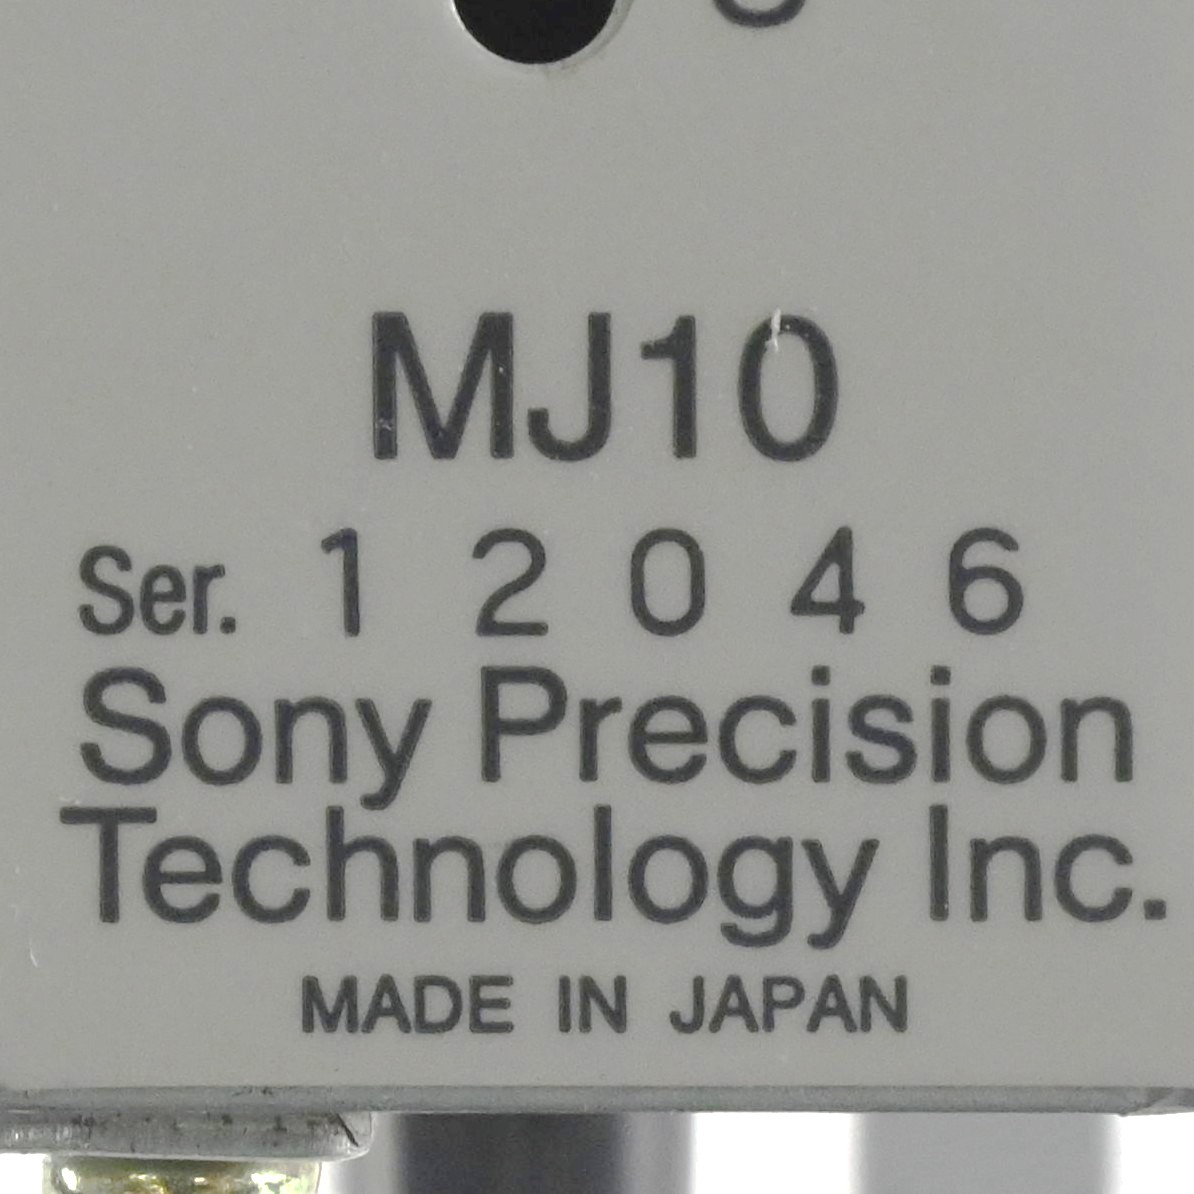 MJ10
Ser. 1 2 0 4 6
Sony Precision
Technology Inc.
MADE IN JAPAN